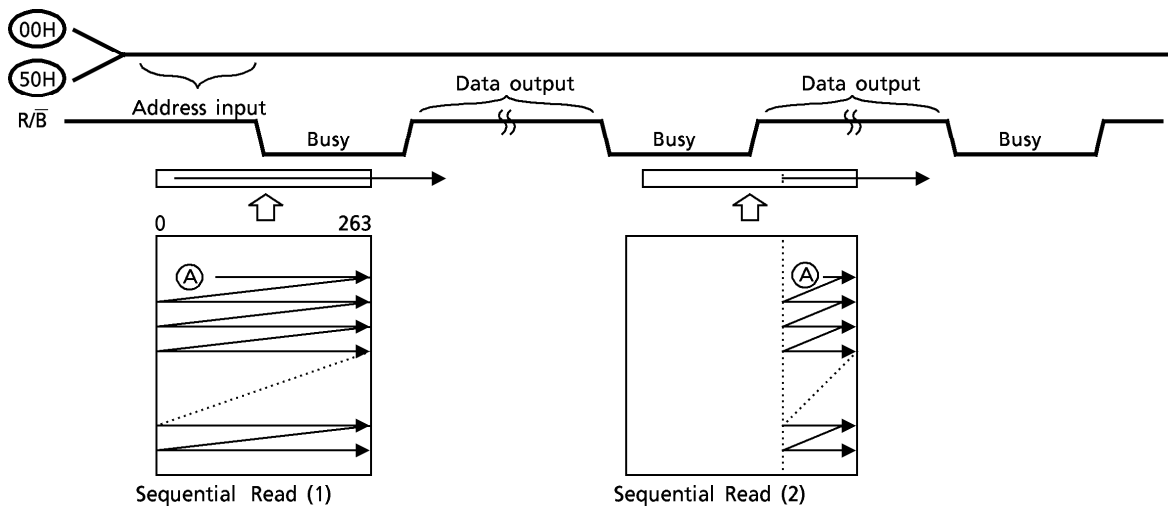 00H
50H
Address input
Data output
Data output
R/B̅
Busy
Busy
Busy
0 263
A
A
Sequential Read (1)
Sequential Read (2)